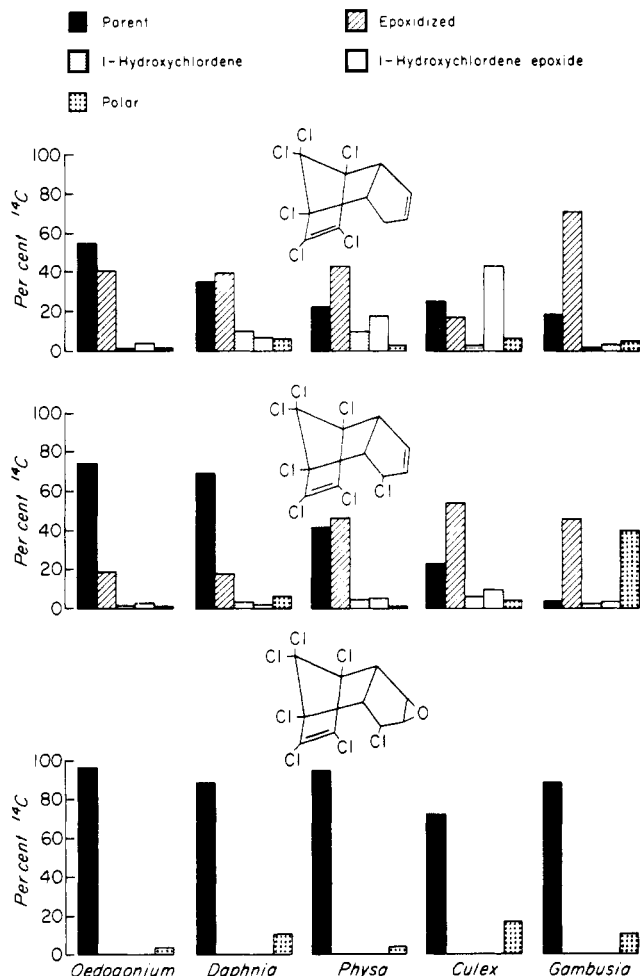 Parent
Epoxidized
1-Hydroxychlordene
1-Hydroxychlordene epoxide
Polar
Cl
Cl
Cl
Cl
Cl
Cl
Per cent ¹⁴C
100
80
60
40
20
0
Cl
Cl
Cl
Cl
Cl
Cl
Cl
Per cent ¹⁴C
100
80
60
40
20
0
Cl
Cl
Cl
Cl
O
Cl
Cl
Cl
Per cent ¹⁴C
100
80
60
40
20
0
Oedogonium Daphnia Physa Culex Gambusia